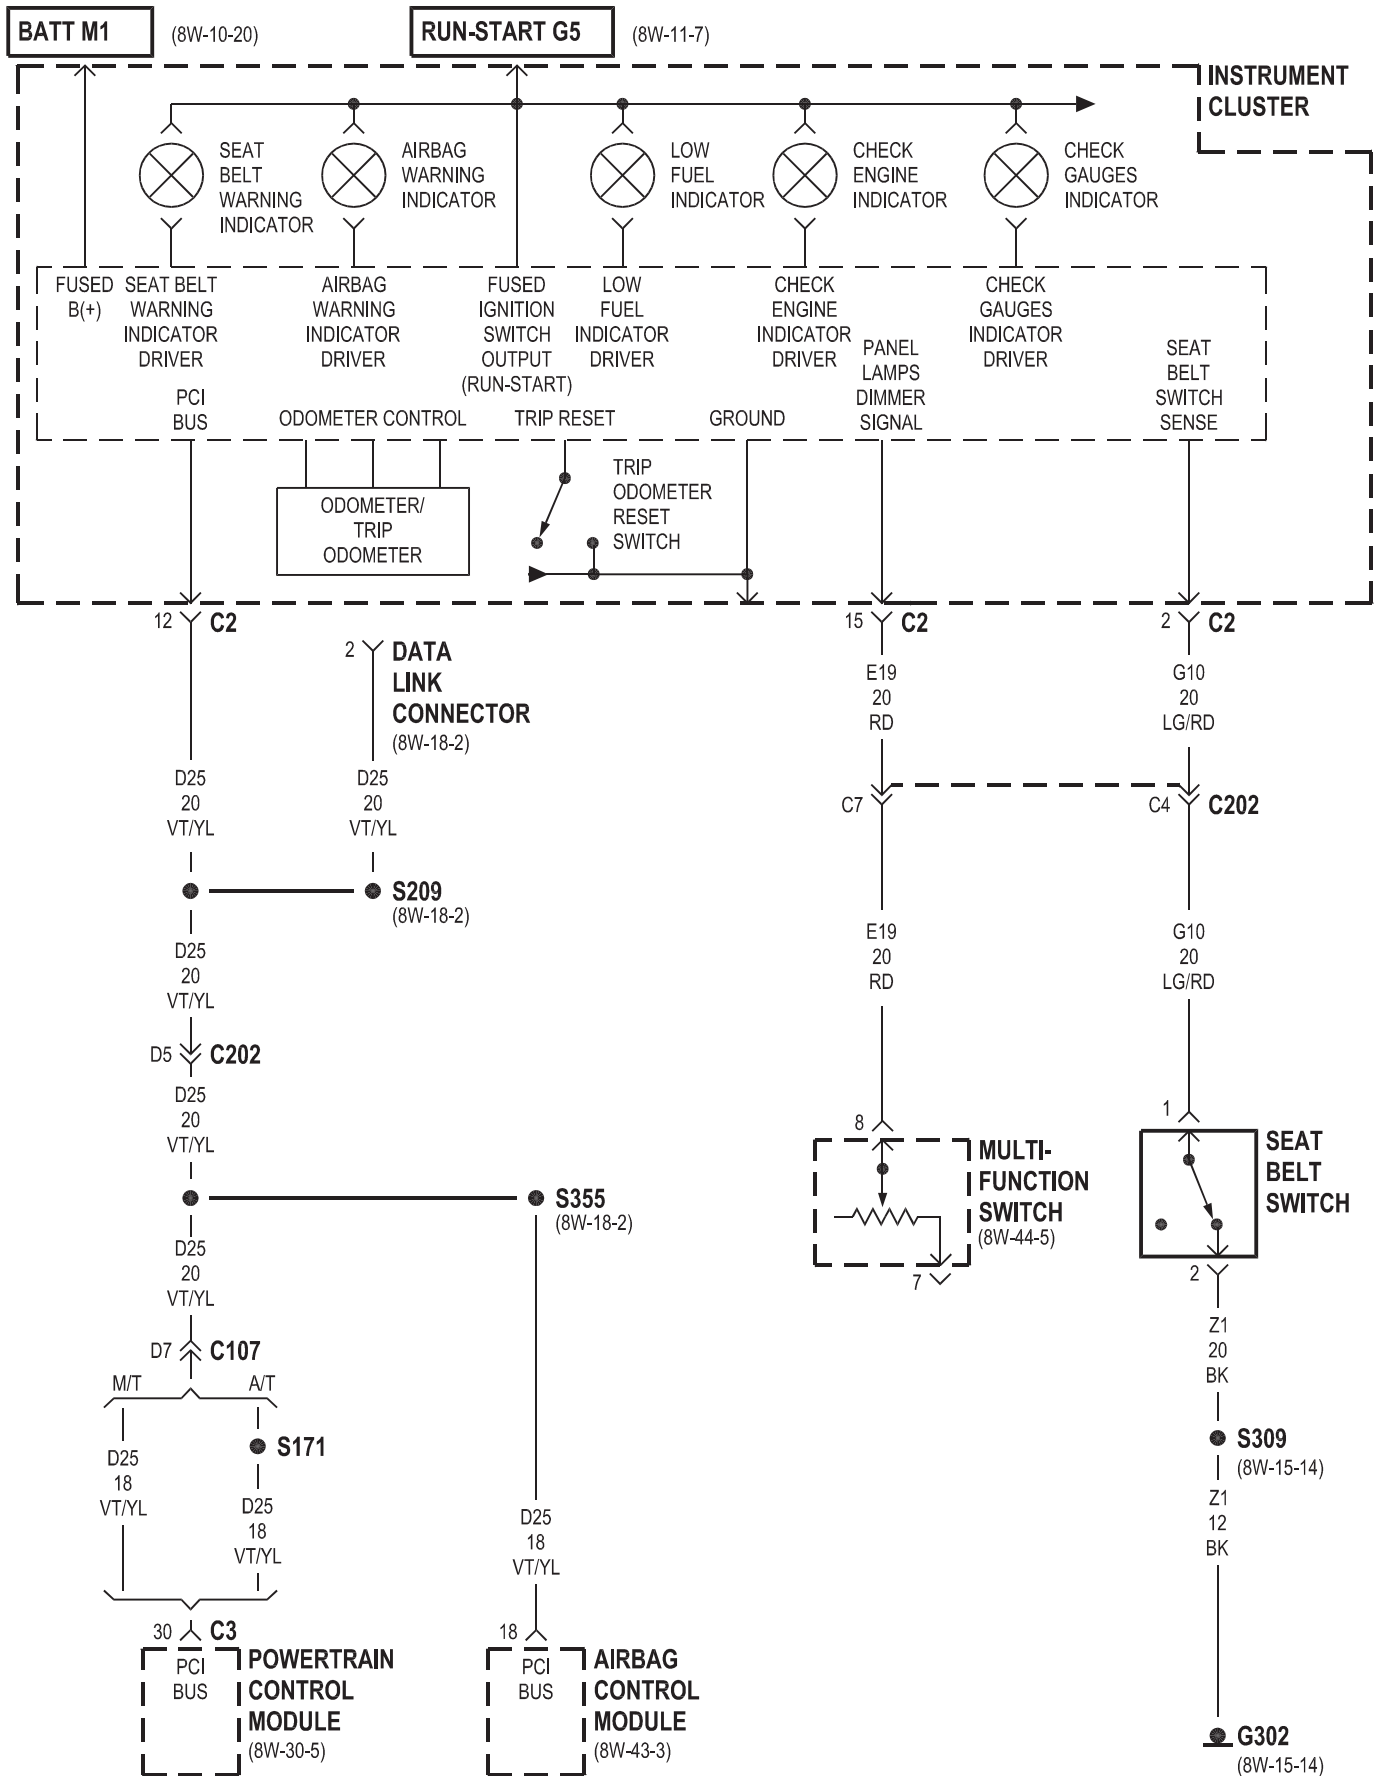 BATT M1
(8W-10-20)
RUN-START G5
(8W-11-7)
INSTRUMENT
CLUSTER
SEAT
BELT
WARNING
INDICATOR
AIRBAG
WARNING
INDICATOR
LOW
FUEL
INDICATOR
CHECK
ENGINE
INDICATOR
CHECK
GAUGES
INDICATOR
FUSED
B(+)
SEAT BELT
WARNING
INDICATOR
DRIVER
AIRBAG
WARNING
INDICATOR
DRIVER
FUSED
IGNITION
SWITCH
OUTPUT
(RUN-START)
LOW
FUEL
INDICATOR
DRIVER
CHECK
ENGINE
INDICATOR
DRIVER
CHECK
GAUGES
INDICATOR
DRIVER
PCI
BUS
ODOMETER CONTROL
TRIP RESET
GROUND
PANEL
LAMPS
DIMMER
SIGNAL
SEAT
BELT
SWITCH
SENSE
ODOMETER/
TRIP
ODOMETER
TRIP
ODOMETER
RESET
SWITCH
12
C2
15
C2
2
C2
2
DATA
LINK
CONNECTOR
(8W-18-2)
E19
20
RD
G10
20
LG/RD
D25
20
VT/YL
D25
20
VT/YL
C7
C4
C202
S209
(8W-18-2)
D25
20
VT/YL
E19
20
RD
G10
20
LG/RD
D5
C202
D25
20
VT/YL
8
MULTI-
FUNCTION
SWITCH
(8W-44-5)
7
1
SEAT
BELT
SWITCH
2
S355
(8W-18-2)
D25
20
VT/YL
D7
C107
M/T
A/T
S171
D25
18
VT/YL
D25
18
VT/YL
D25
18
VT/YL
Z1
20
BK
S309
(8W-15-14)
Z1
12
BK
30
C3
PCI
BUS
POWERTRAIN
CONTROL
MODULE
(8W-30-5)
18
PCI
BUS
AIRBAG
CONTROL
MODULE
(8W-43-3)
G302
(8W-15-14)